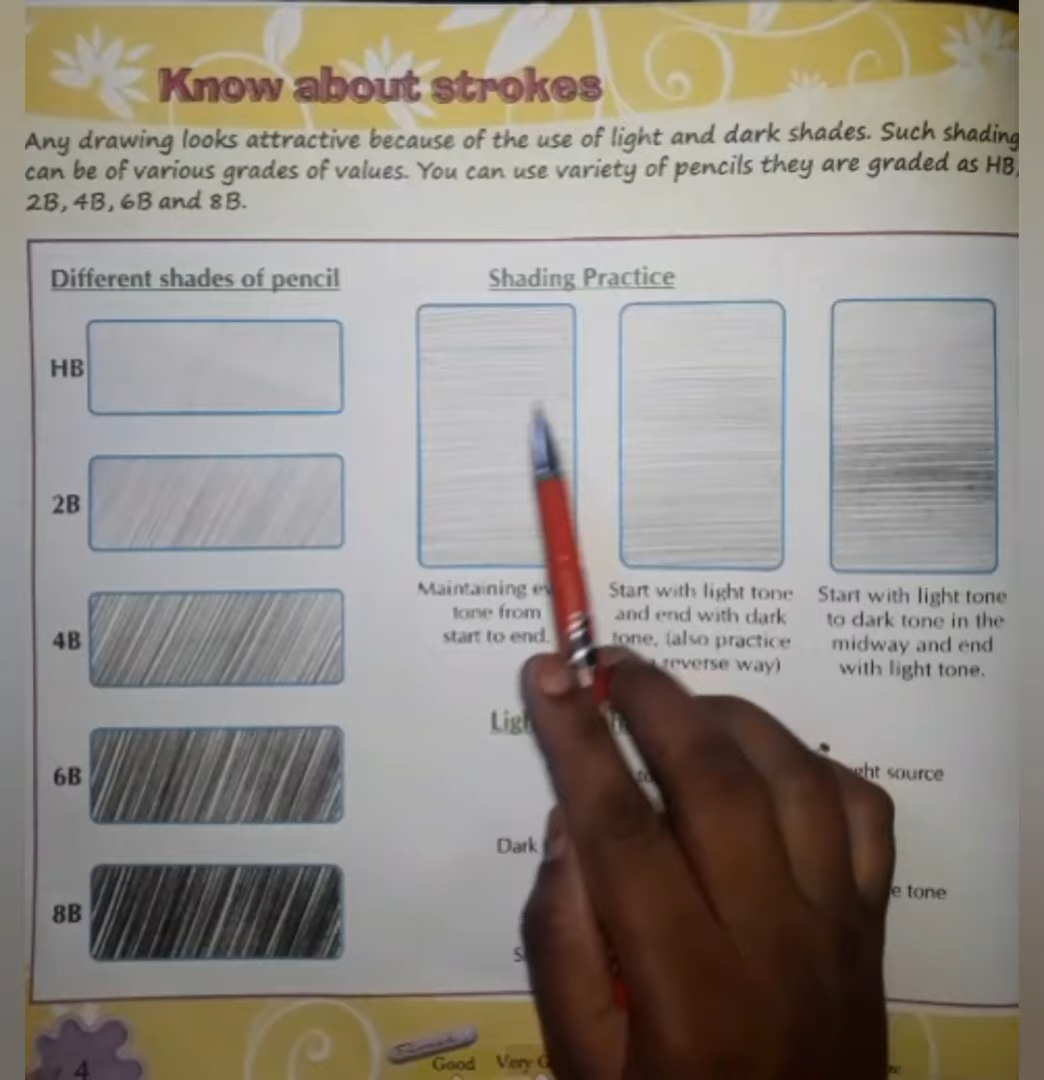 Know about strokes
Any drawing looks attractive because of the use of light and dark shades. Such shading
can be of various grades of values. You can use variety of pencils they are graded as HB,
2B, 4B, 6B and 8B.
Different shades of pencil
HB
2B
4B
6B
8B
Shading Practice
Maintaining
tone from
start to end.
Start with light tone
and end with dark
tone, (also practice
reverse way)
Start with light tone
to dark tone in the
midway and end
with light tone.
source
Dark
tone
4
Good Very